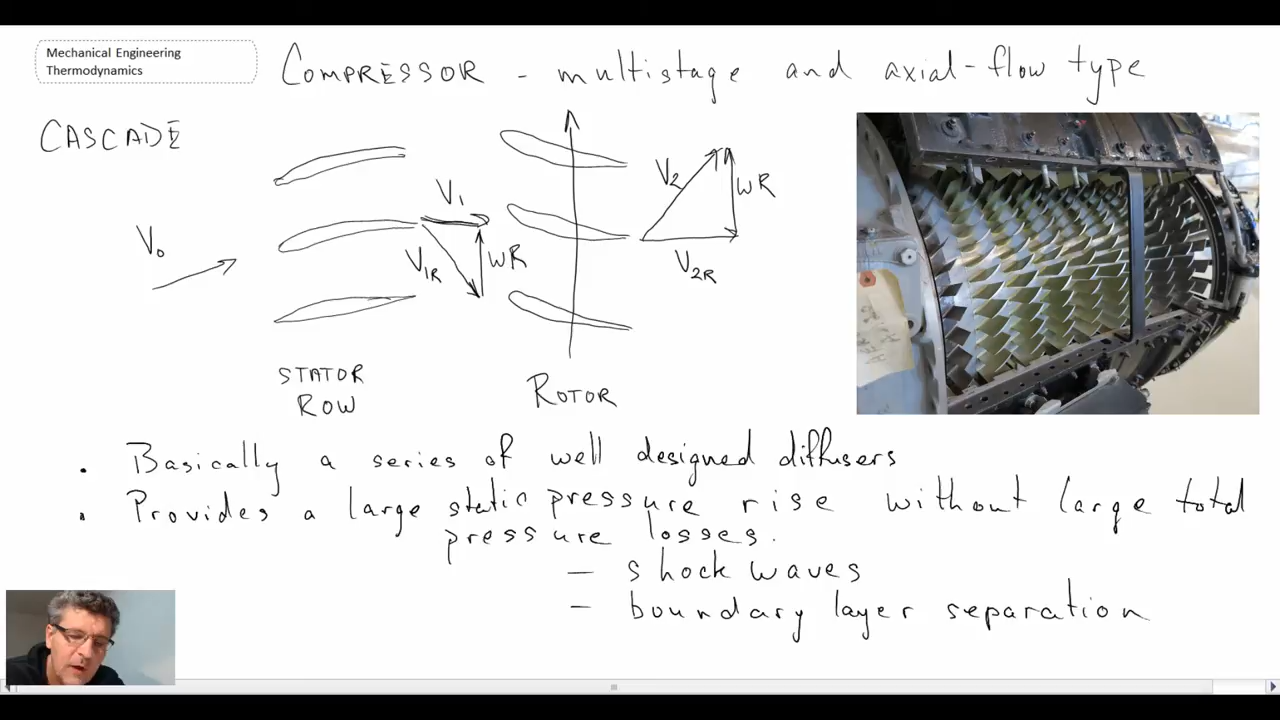 Mechanical Engineering
Thermodynamics
COMPRESSOR - multistage and axial-flow type
CASCADE
V0
V1
V1R
WR
V2
WR
V2R
STATOR
ROW
ROTOR
• Basically a series of well designed diffusers
• Provides a large static pressure rise without large total
pressure losses.
- shock waves
- boundary layer separation